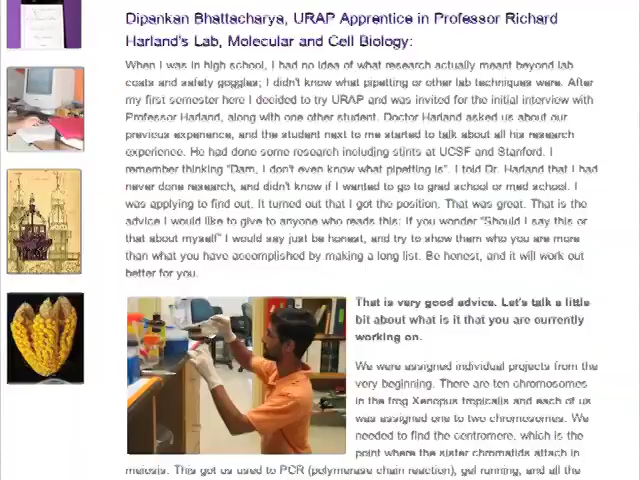 Dipankan Bhattacharya, URAP Apprentice in Professor Richard
Harland's Lab, Molecular and Cell Biology:
When I was in high school, I had no idea of what research actually meant beyond lab
coats and safety goggles; I didn't know what pipetting or other lab techniques were. After
my first semester here I decided to try URAP and was invited for the initial interview with
Professor Harland, along with one other student. Doctor Harland asked us about our
previous experience, and the student next to me started to talk about all his research
experience. He had done some research including stints at UCSF and Stanford. I
remember thinking "Dam, I don't even know what pipetting is". I told Dr. Harland that I had
never done research, and didn't know if I wanted to go to grad school or med school. I
was applying to find out. It turned out that I got the position. That was great. That is the
advice I would like to give to anyone who reads this: If you wonder "Should I say this or
that about myself" I would say just be honest, and try to show them who you are more
than what you have accomplished by making a long list. Be honest, and it will work out
better for you.
That is very good advice. Let's talk a little
bit about what is it that you are currently
working on.
We were assigned individual projects from the
very beginning. There are ten chromosomes
in the frog Xenopus tropicalis and each of us
was assigned one to two chromosomes. We
needed to find the centromere, which is the
point where the sister chromatids attach in
meiosis. This got us used to PCR (polymerase chain reaction), gel running, and all the